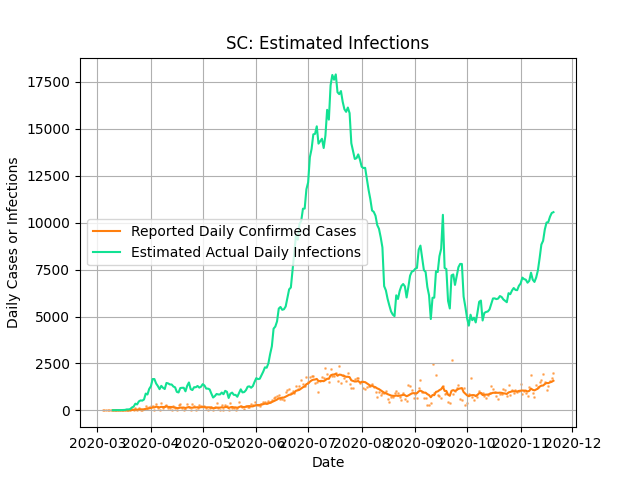 SC: Estimated Infections
17500
15000
12500
10000
7500
5000
2500
0
Daily Cases or Infections
Reported Daily Confirmed Cases
Estimated Actual Daily Infections
2020-03 2020-04 2020-05 2020-06 2020-07 2020-08 2020-09 2020-10 2020-11 2020-12
Date